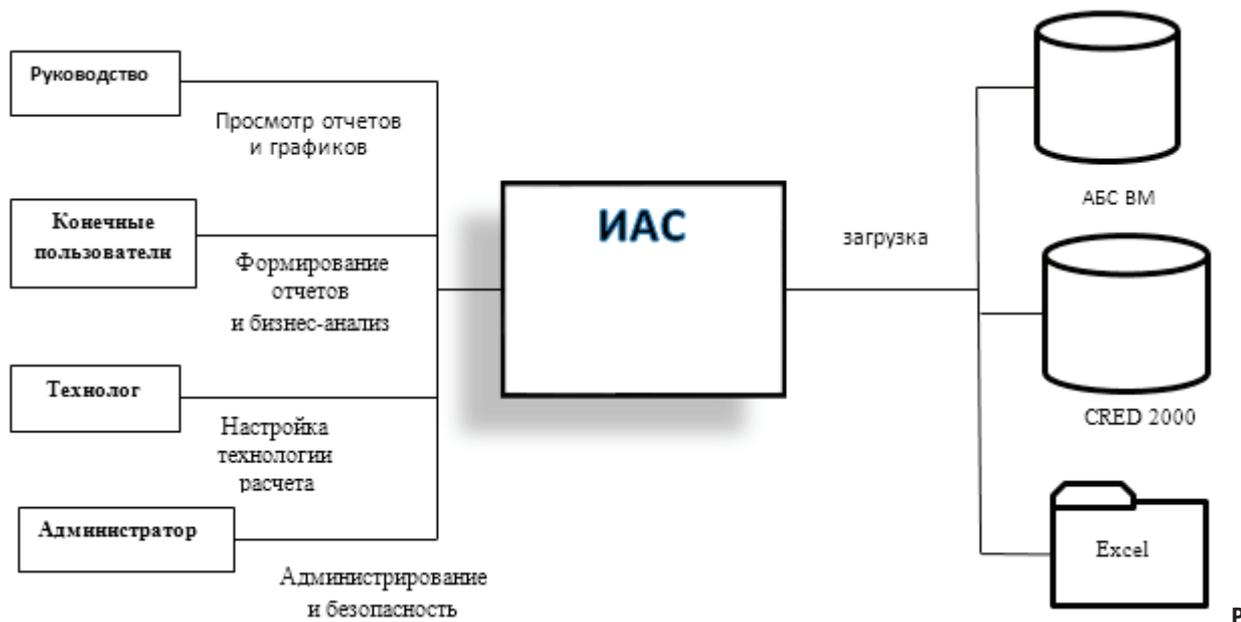 Руководство
Просмотр отчетов
и графиков
Конечные
пользователи
Формирование
отчетов
и бизнес-анализ
Технолог
Настройка
технологии
расчета
Администратор
Администрирование
и безопасность
ИАС
загрузка
АБС ВМ
CRED 2000
Excel
Р